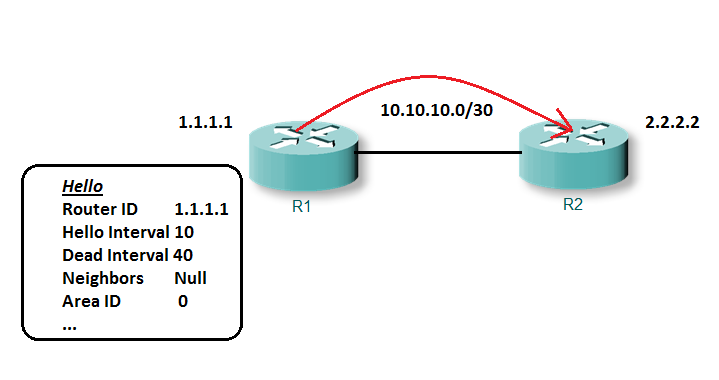 10.10.10.0/30
1.1.1.1
2.2.2.2
R1
R2
Hello
Router ID 1.1.1.1
Hello Interval 10
Dead Interval 40
Neighbors Null
Area ID 0
...